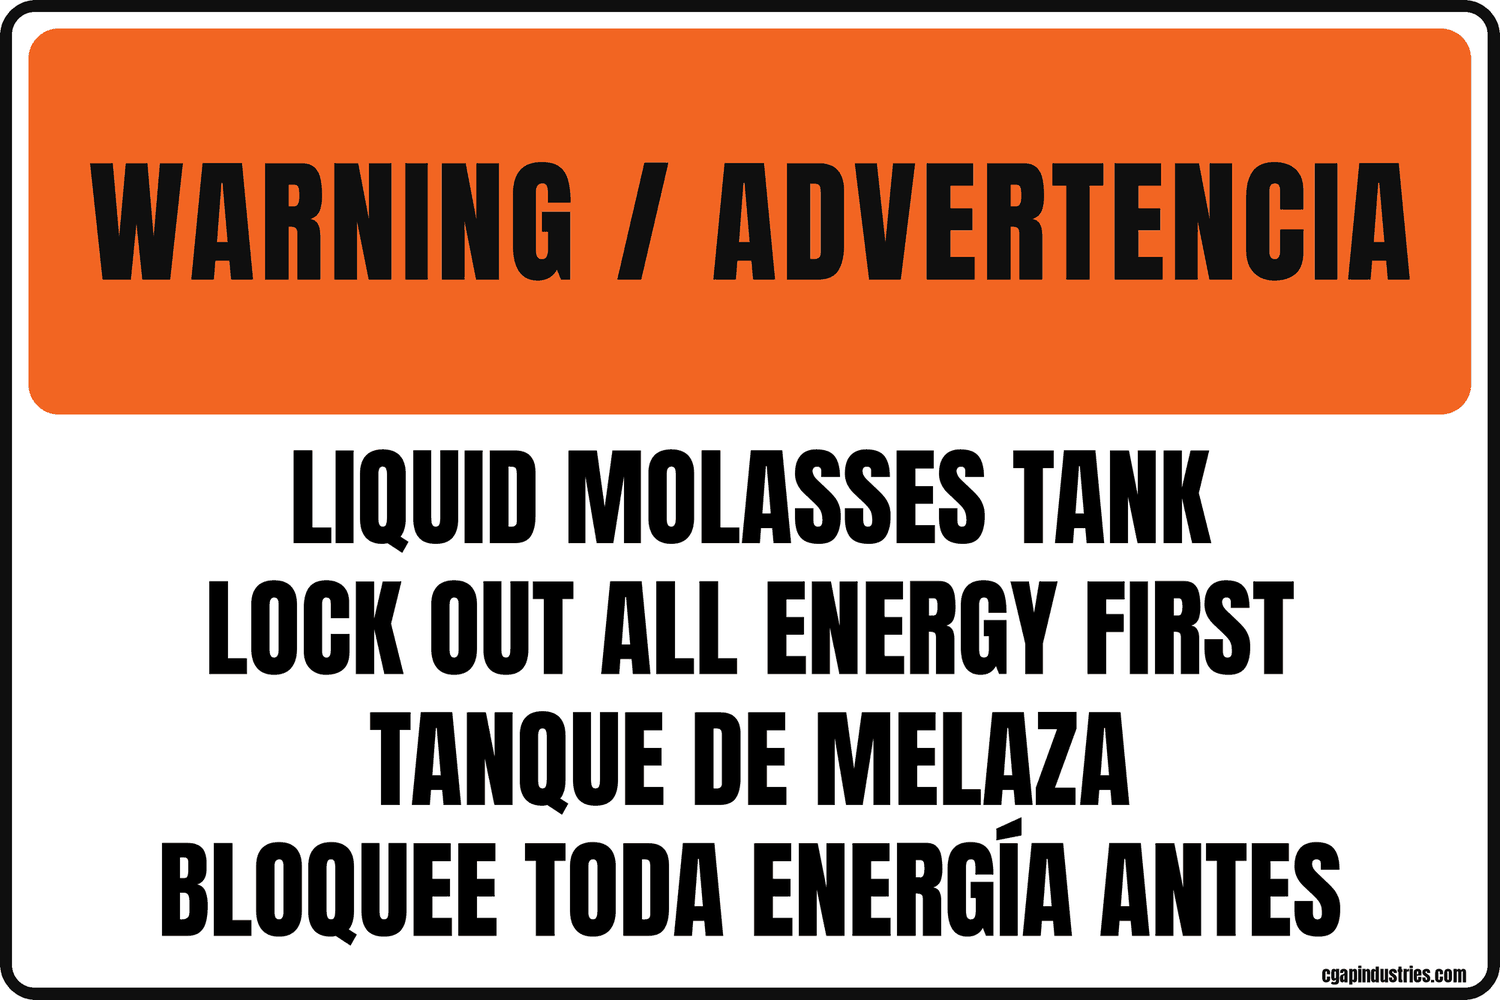 WARNING / ADVERTENCIA
LIQUID MOLASSES TANK
LOCK OUT ALL ENERGY FIRST
TANQUE DE MELAZA
BLOQUEE TODA ENERGÍA ANTES
cgapindustries.com